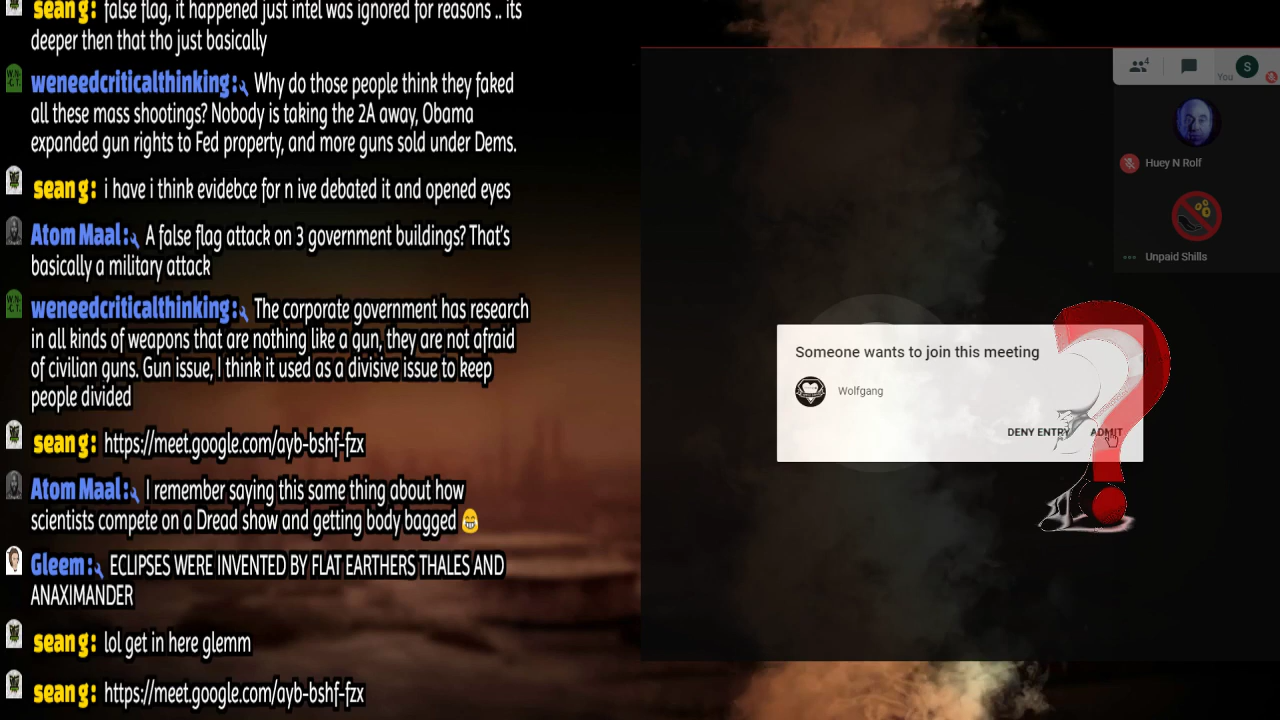 sean g: false flag, it happened just intel was ignored for reasons .. its
deeper then that tho just basically
weneedcriticalthinking: Why do those people think they faked
all these mass shootings? Nobody is taking the 2A away, Obama
expanded gun rights to Fed property, and more guns sold under Dems.
sean g: i have i think evidebce for n ive debated it and opened eyes
Atom Maal: A false flag attack on 3 government buildings? That's
basically a military attack
weneedcriticalthinking: The corporate government has research
in all kinds of weapons that are nothing like a gun, they are not afraid
of civilian guns. Gun issue, I think it used as a divisive issue to keep
people divided
sean g: https://meet.google.com/ayb-bshf-fzx
Atom Maal: I remember saying this same thing about how
scientists compete on a Dread show and getting body bagged 😁
Gleem: ECLIPSES WERE INVENTED BY FLAT EARTHERS THALES AND
ANAXIMANDER
sean g: lol get in here glemm
sean g: https://meet.google.com/ayb-bshf-fzx
4
You
S
Huey N Rolf
Unpaid Shills
Someone wants to join this meeting
Wolfgang
DENY ENTRY ADMIT
?